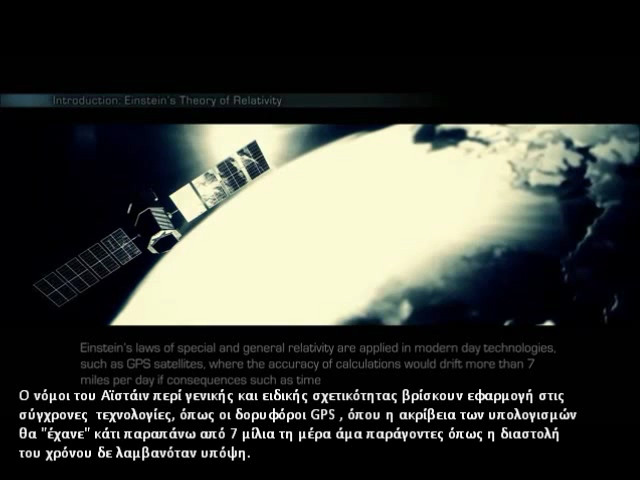 Introduction: Einstein's Theory of Relativity
Einstein's laws of special and general relativity are applied in modern day technologies,
such as GPS satellites, where the accuracy of calculations would drift more than 7
miles per day if consequences such as time
Ο νόμοι του Αϊστάιν περί γενικής και ειδικής σχετικότητας βρίσκουν εφαρμογή στις
σύγχρονες τεχνολογίες, όπως οι δορυφόροι GPS , όπου η ακρίβεια των υπολογισμών
θα "έχανε" κάτι παραπάνω από 7 μίλια τη μέρα άμα παράγοντες όπως η διαστολή
του χρόνου δε λαμβανόταν υπόψη.